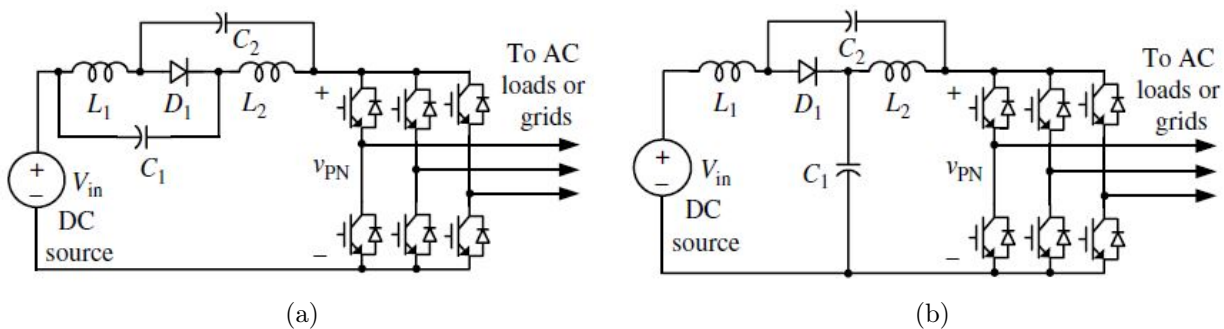 C2
L1
D1
L2
C1
+
−
Vin
DC
source
+
vPN
−
To AC
loads or
grids
(a)
C2
L1
D1
L2
C1
+
−
Vin
DC
source
+
vPN
−
To AC
loads or
grids
(b)